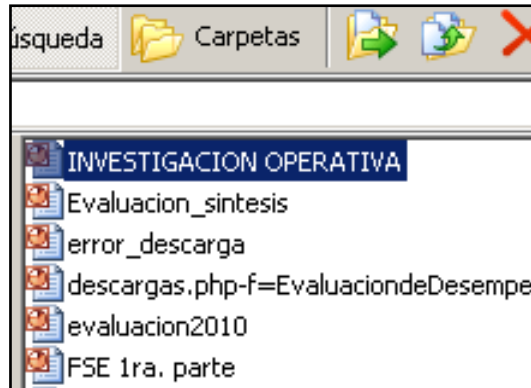 úsqueda Carpetas
INVESTIGACION OPERATIVA
Evaluacion_sintesis
error_descarga
descargas.php-f=EvaluaciondeDesempe
evaluacion2010
FSE 1ra. parte